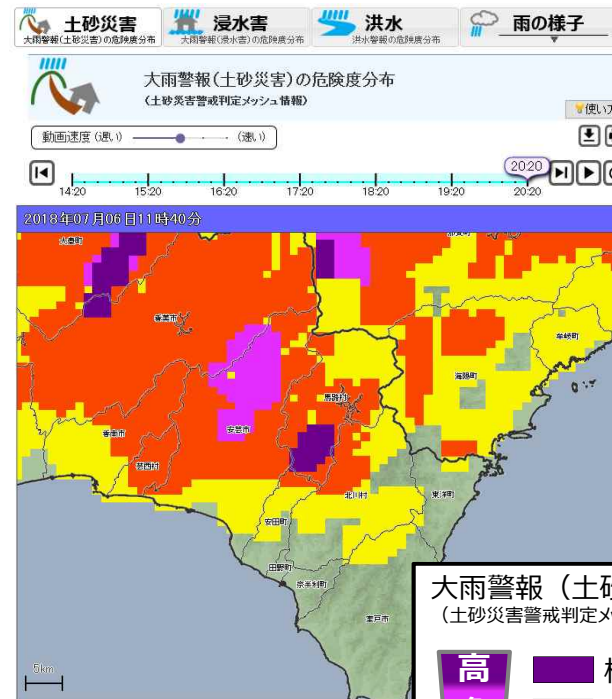 土砂災害
大雨警報(土砂災害)の危険度分布
浸水害
大雨警報(浸水害)の危険度分布
洪水
洪水警報の危険度分布
雨の様子
大雨警報(土砂災害)の危険度分布
(土砂災害警戒判定メッシュ情報)
使い方
動画速度(遅い)
(速い)
20:20
14:20 15:20 16:20 17:20 18:20 19:20 20:20
2018年07月06日11時40分
大豊町
香美市
牟岐町
海陽町
馬路村
安芸市
香南市
芸西村
北川村
東洋町
安田町
田野町
奈半利町
室戸市
5km
大雨警報(土砂
(土砂災害警戒判定メッ
高